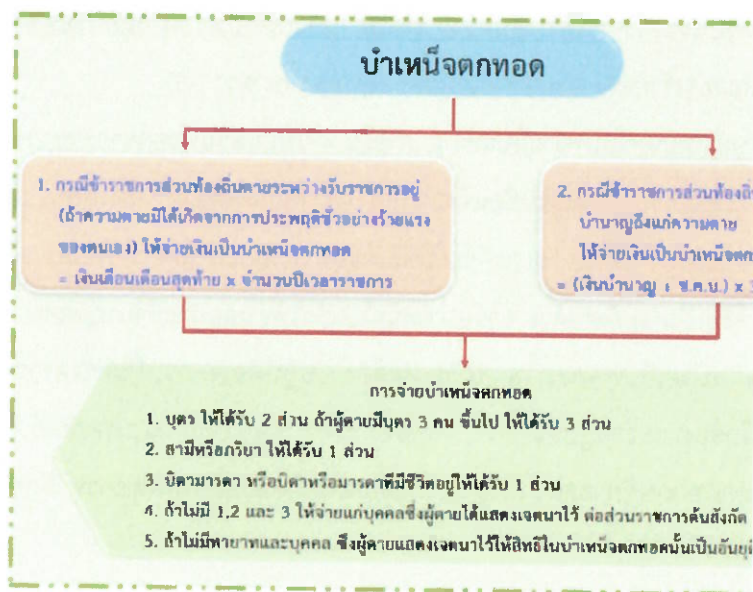 บำเหน็จตกทอด
1. กรณีข้าราชการส่วนท้องถิ่นตายระหว่างรับราชการอยู่
(ถ้าความตายมิได้เกิดจากการประพฤติชั่วอย่างร้ายแรง
ของตนเอง) ให้จ่ายเงินเป็นบำเหน็จตกทอด
= เงินเดือนเดือนสุดท้าย x จำนวนปีเวลาราชการ
2. กรณีข้าราชการส่วนท้องถิ
บำนาญถึงแก่ความตาย
ให้จ่ายเงินเป็นบำเหน็จตก
= (เงินบำนาญ + ช.ค.บ.) x 3
การจ่ายบำเหน็จตกทอด
1. บุตร ให้ได้รับ 2 ส่วน ถ้าผู้ตายมีบุตร 3 คน ขึ้นไป ให้ได้รับ 3 ส่วน
2. สามีหรือภริยา ให้ได้รับ 1 ส่วน
3. บิดามารดา หรือบิดาหรือมารดาที่มีชีวิตอยู่ให้ได้รับ 1 ส่วน
4. ถ้าไม่มี 1,2 และ 3 ให้จ่ายแก่บุคคลซึ่งผู้ตายได้แสดงเจตนาไว้ ต่อส่วนราชการต้นสังกัด
5. ถ้าไม่มีทายาทและบุคคล ซึ่งผู้ตายแสดงเจตนาไว้ให้สิทธิในบำเหน็จตกทอดนั้นเป็นอันยุ